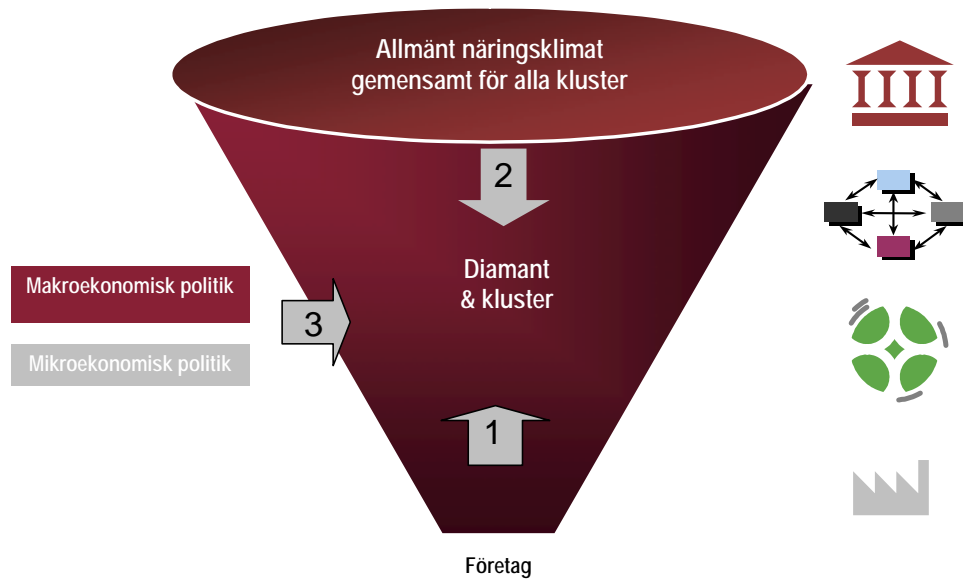 Allmänt näringsklimat
gemensamt för alla kluster
2
Diamant
& kluster
Makroekonomisk politik
3
Mikroekonomisk politik
1
Företag